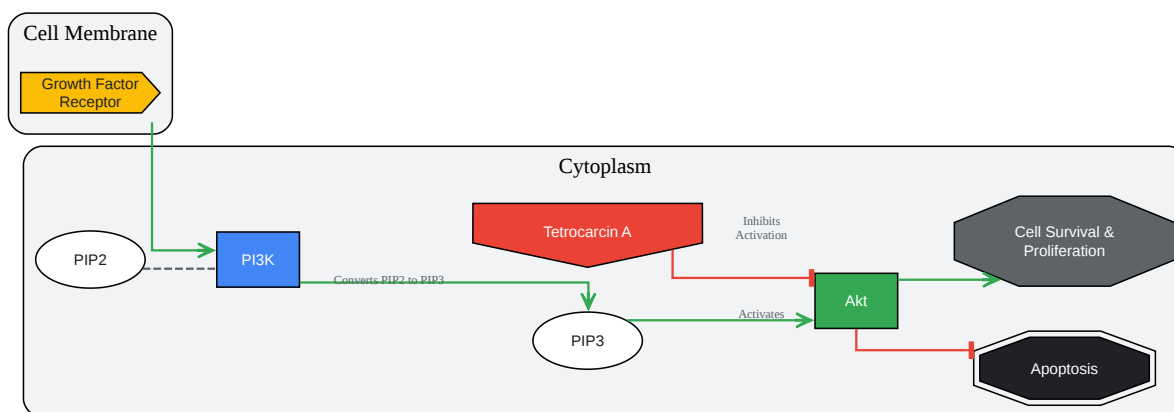 Cell Membrane
Growth Factor
Receptor
Cytoplasm
PIP2
PI3K
Converts PIP2 to PIP3
Tetrocarcin A
Inhibits
Activation
PIP3
Activates
Akt
Cell Survival &
Proliferation
Apoptosis